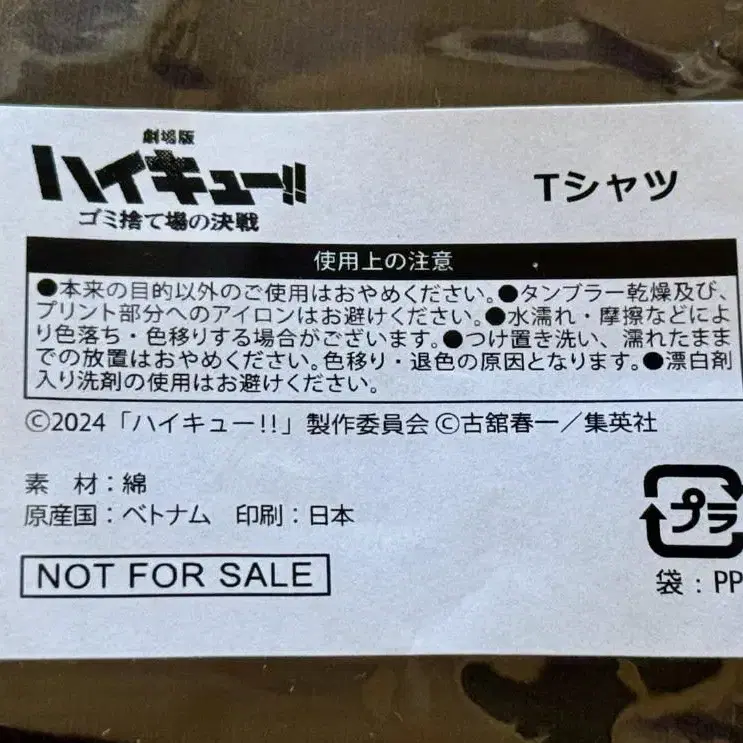 劇場版
ハイキュー!!
ゴミ捨て場の決戦
Tシャツ
使用上の注意
●本来の目的以外のご使用はおやめください。●タンブラー乾燥及び、
プリント部分へのアイロンはお避けください。●水濡れ・摩擦などによ
り色落ち・色移りする場合がございます。●つけ置き洗い、濡れたまま
での放置はおやめください。色移り・退色の原因となります。●漂白剤
入り洗剤の使用はお避けください。
©2024「ハイキュー!!」製作委員会 ©古舘春一／集英社
素　材：綿
原産国：ベトナム　印刷：日本
NOT FOR SALE
プラ
袋：PP